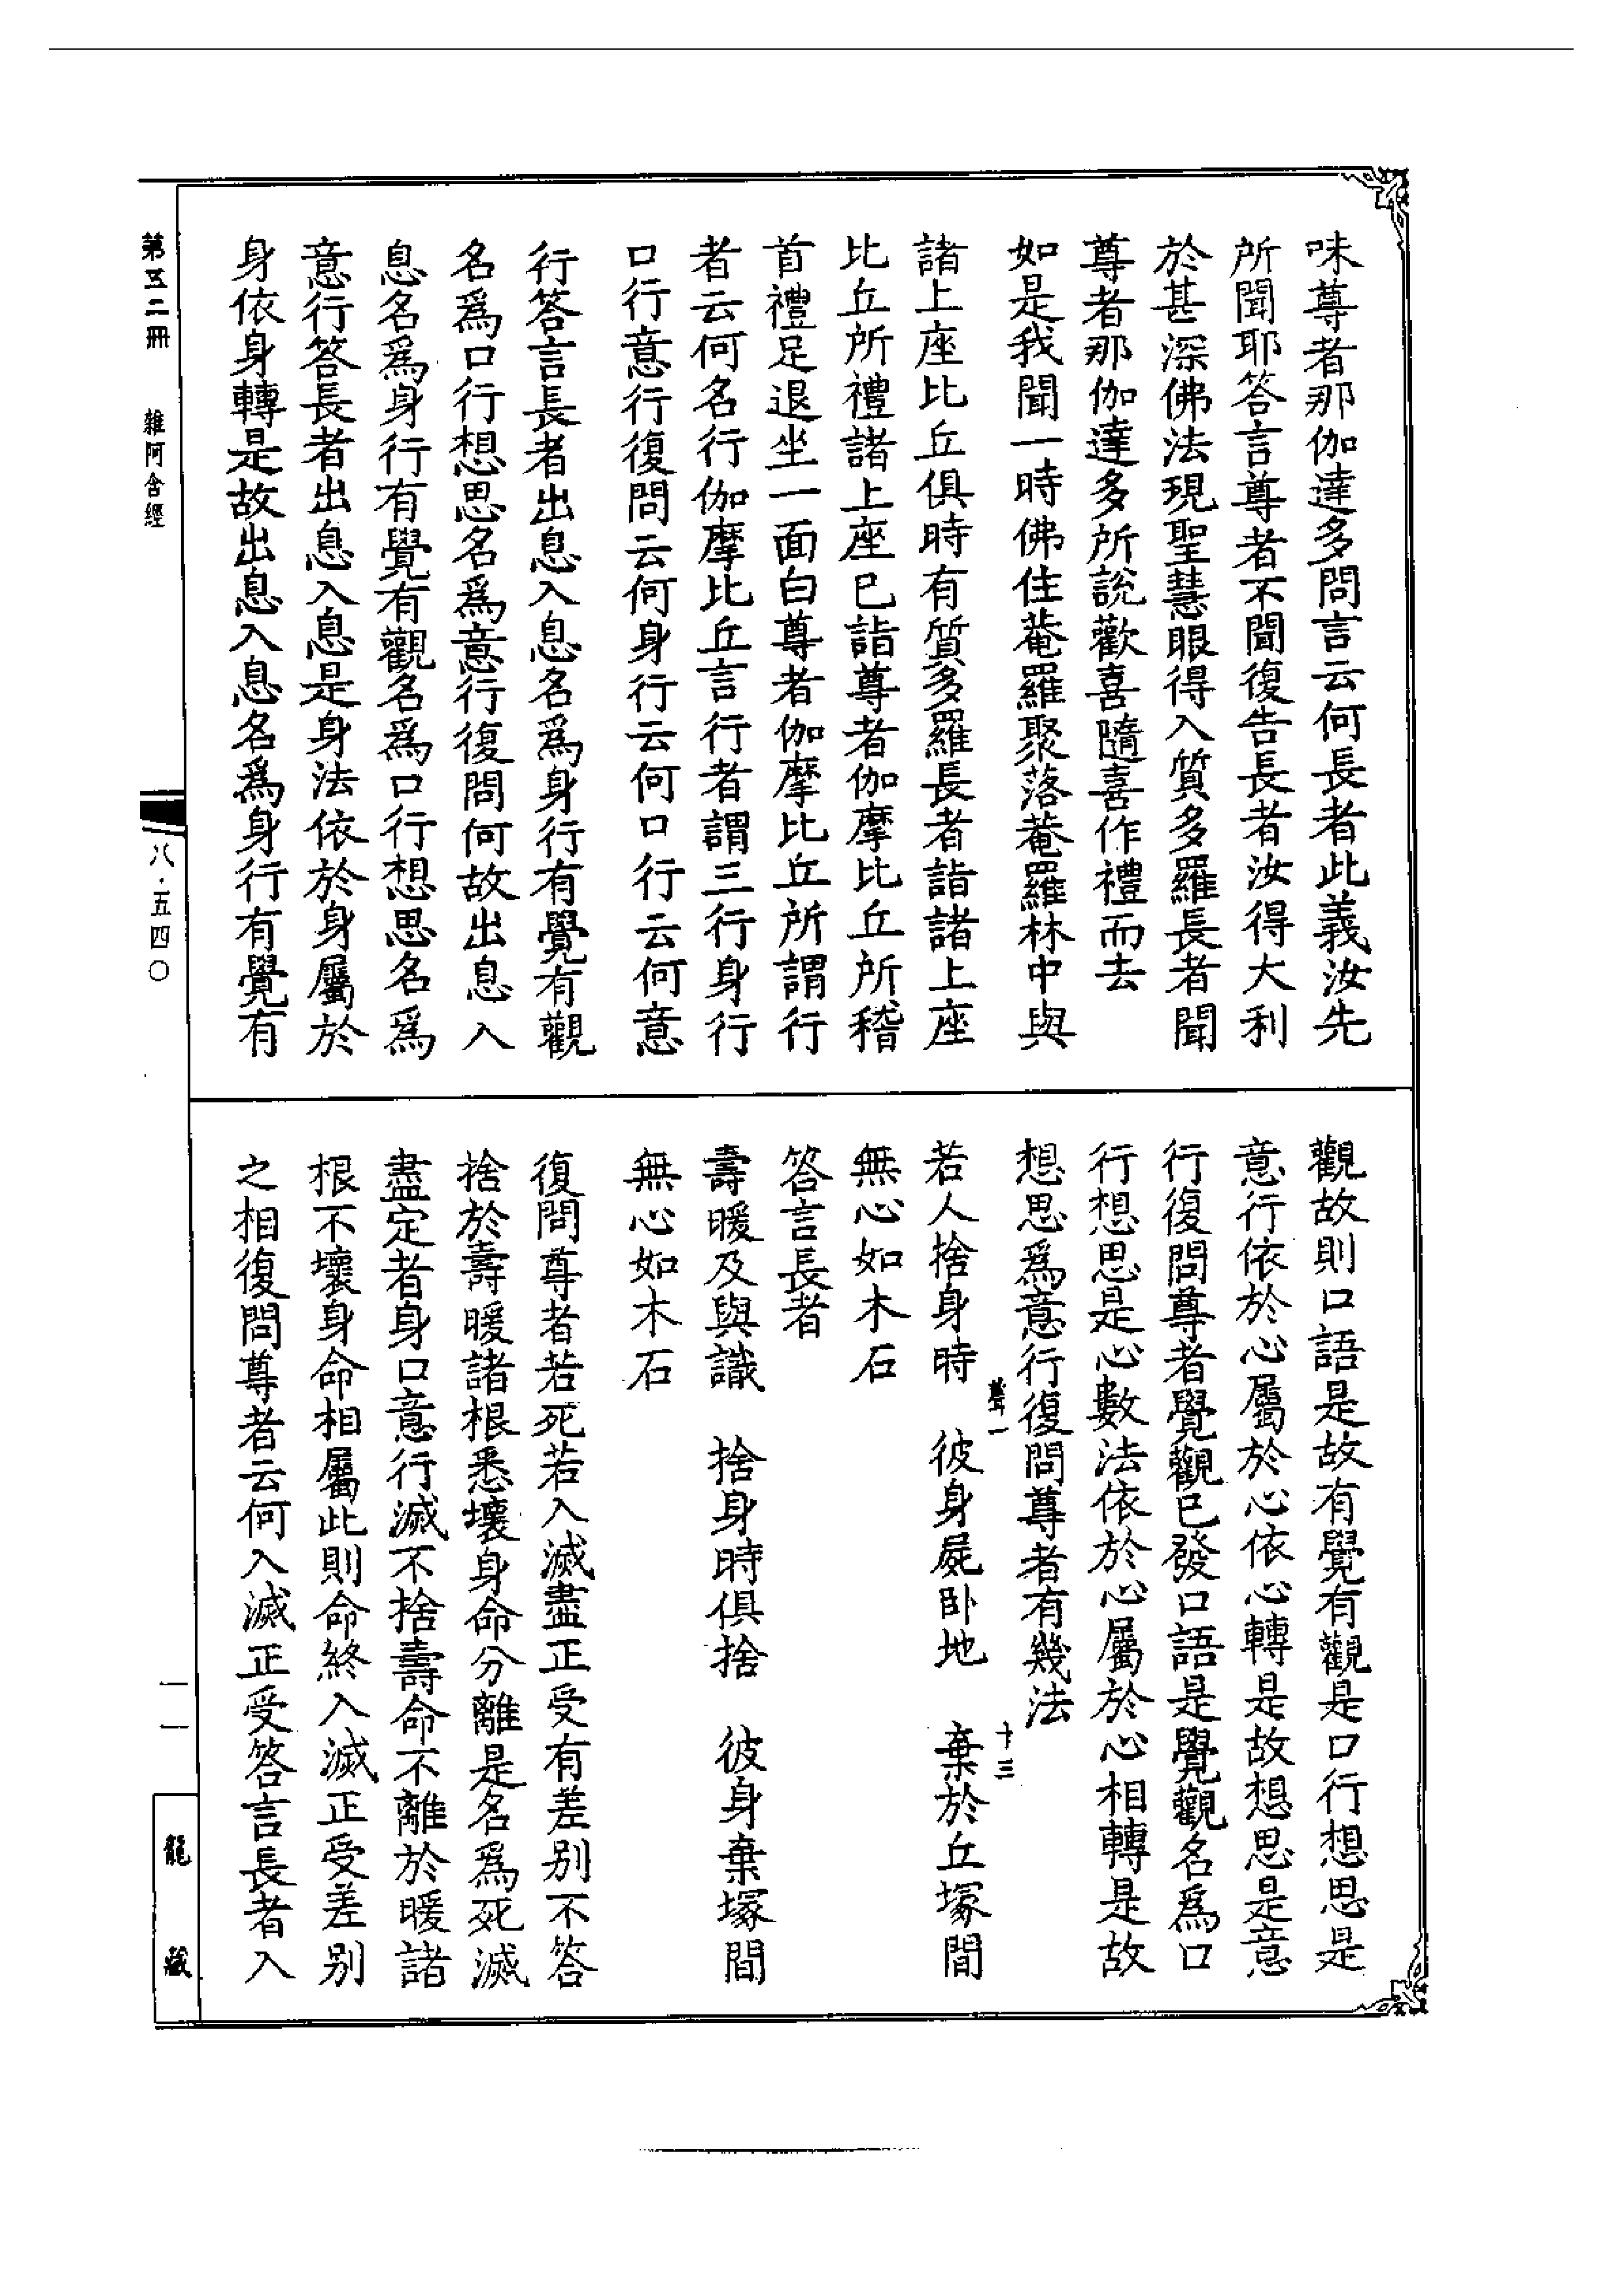 味尊者那伽達多問言云何長者此義汝先
所聞耶答言尊者不聞復告長者汝得大利
於甚深佛法現聖慧眼得入質多羅長者聞
尊者那伽達多所說歡喜隨喜作禮而去
如是我聞一時佛住菴羅聚落菴羅林中與
諸上座比丘俱時有質多羅長者詣諸上座
比丘所禮諸上座已詣尊者伽摩比丘所稽
首禮足退坐一面白尊者伽摩比丘所謂行
者云何名行伽摩比丘言行者謂三行身行
口行意行復問云何身行云何口行云何意
行答言長者出息入息名為身行有覺有觀
名為口行想思名為意行復問何故出息入
息名為身行有覺有觀名為口行想思名為
意行答長者出息入息是身法依於身屬於
身依身轉是故出息入息名為身行有覺有
觀故則口語是故有覺有觀是口行想思是
意行依於心屬於心依心轉是故想思是意
行復問尊者覺觀已發口語是覺觀名為口
行想思是心數法依於心屬於心相轉是故
想思為意行復問尊者有幾法
十三
若人捨身時　彼身屍臥地　棄於丘塚間
無心如木石
答言長者
壽暖及與識　捨身時俱捨　彼身棄塚間
無心如木石
復問尊者若死若入滅盡正受有差別不答
捨於壽暖諸根悉壞身命分離是名為死滅
盡定者身口意行滅不捨壽命不離於暖諸
根不壞身命相屬此則命終入滅正受差別
之相復問尊者云何入滅正受答言長者入
第五二冊　雜阿含經
八·五四〇
一一
龍藏